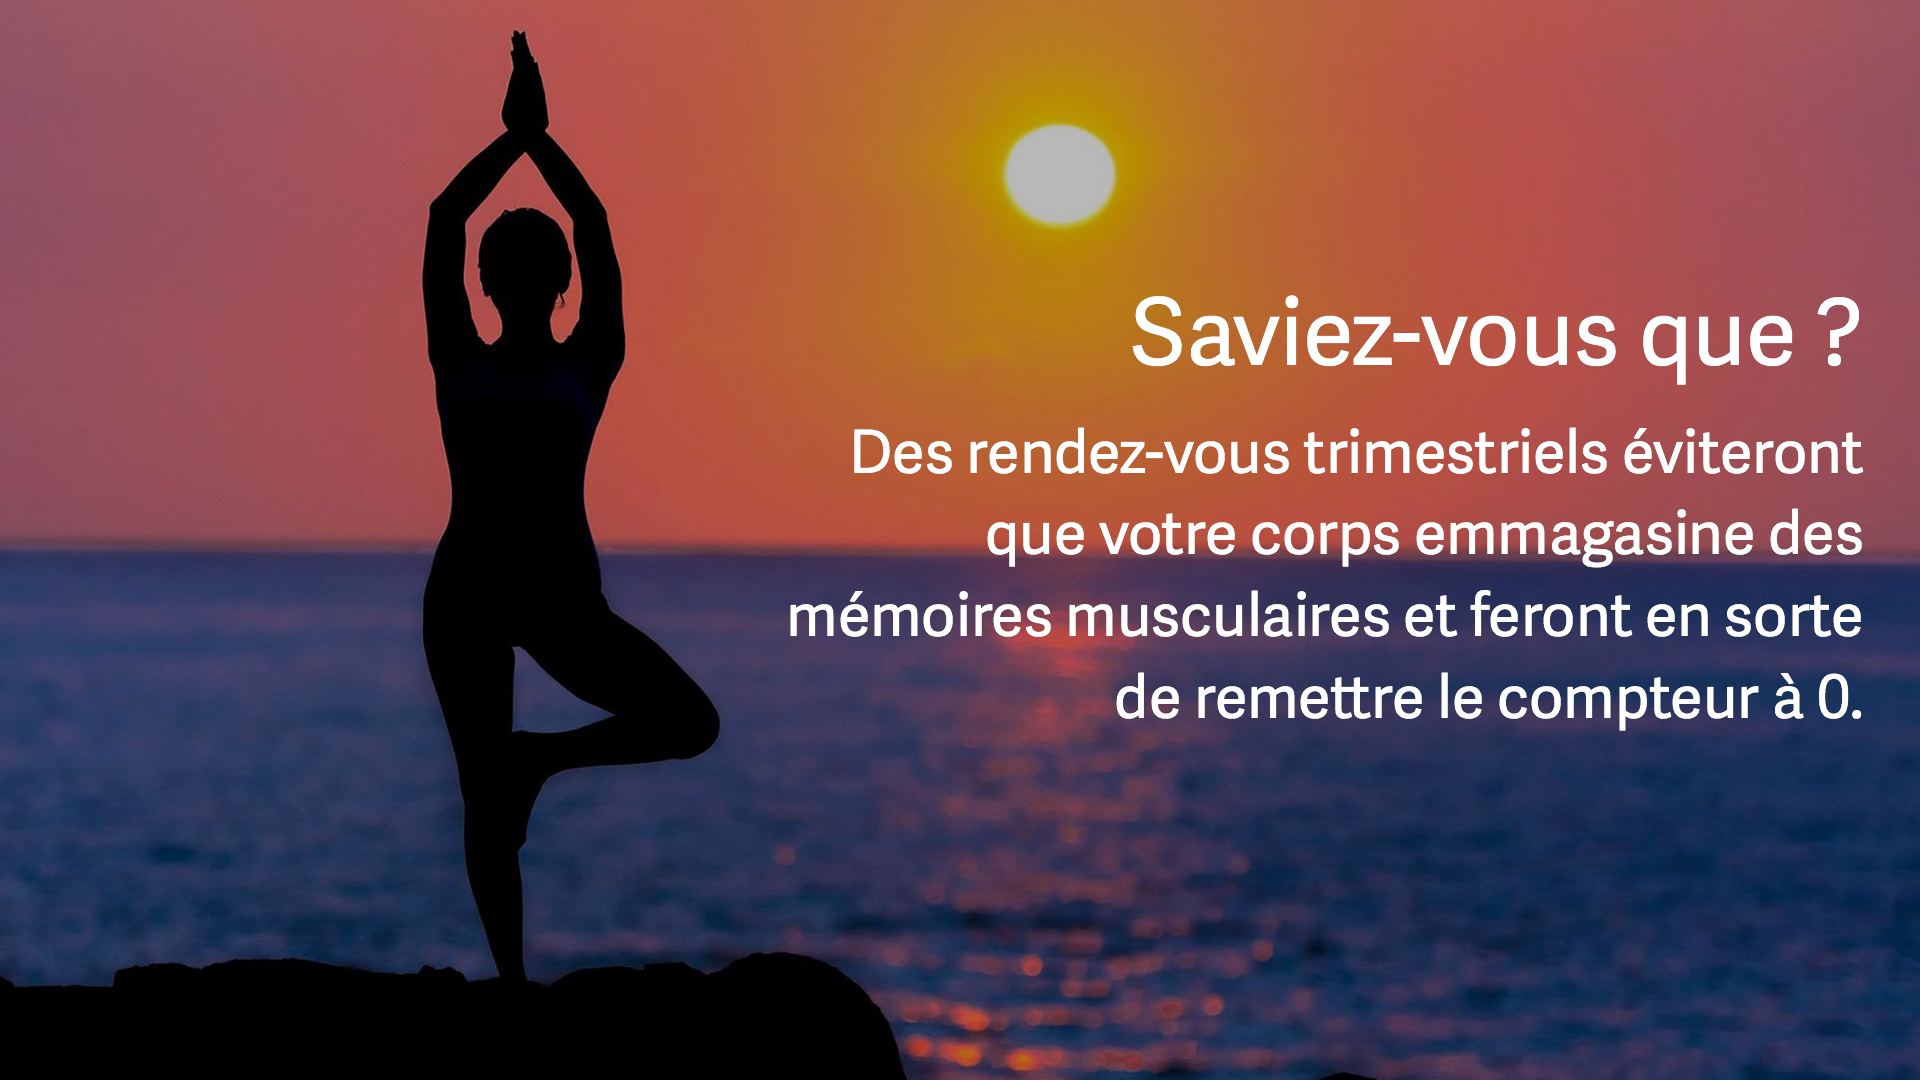 Saviez-vous que ?
Des rendez-vous trimestriels éviteront
que votre corps emmagasine des
mémoires musculaires et feront en sorte
de remettre le compteur à 0.